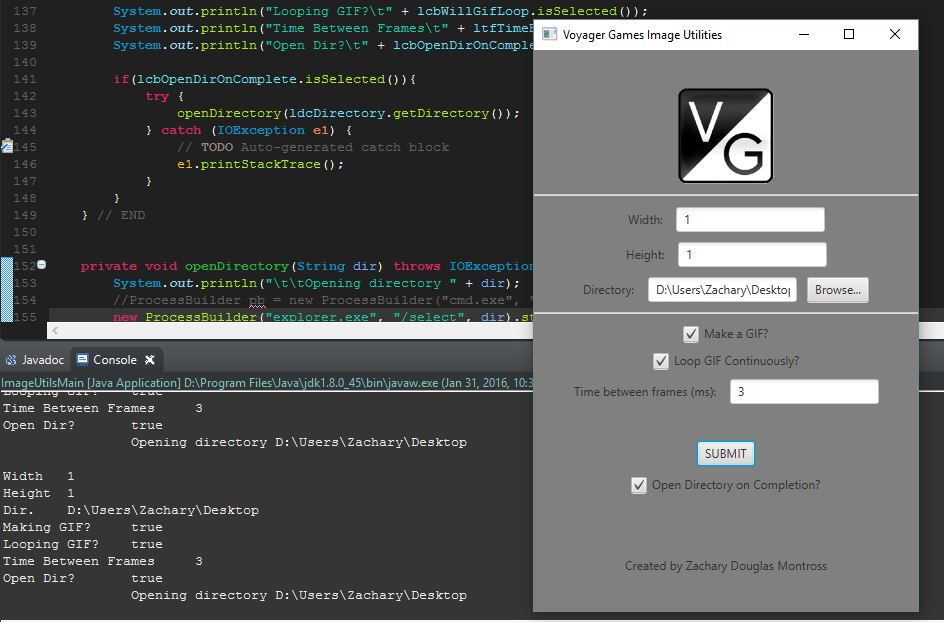 137 System.out.println("Looping GIF?\t" + lcbWillGifLoop.isSelected());
138 System.out.println("Time Between Frames\t" +
139 System.out.println("Open Dir?\t" +
140
141 if(lcbOpenDirOnComplete.isSelected()){
142 try {
143 openDirectory(ldcDirectory.getDirectory());
144 } catch (IOException e1) {
145 // TODO Auto-generated catch block
146 e1.printStackTrace();
147 }
148 }
149 } // END
150
151
152 private void openDirectory(String dir) throws IOException
153 System.out.println("\t\tOpening directory " + dir);
154 //ProcessBuilder pb = new ProcessBuilder("cmd.exe", "
155 new ProcessBuilder("explorer.exe", "/select", dir).st
Javadoc Console
ImageUtilsMain [Java Application] D:\Program Files\Java\jdk1.8.0_45\bin\javaw.exe (Jan 31, 2016, 10:3
Looping GIF? true
Time Between Frames 3
Open Dir? true
Opening directory D:\Users\Zachary\Desktop
Width 1
Height 1
Dir. D:\Users\Zachary\Desktop
Making GIF? true
Looping GIF? true
Time Between Frames 3
Open Dir? true
Opening directory D:\Users\Zachary\Desktop
Voyager Games Image Utilities
VG
Width: 1
Height: 1
Directory: D:\Users\Zachary\Desktop Browse...
Make a GIF?
Loop GIF Continuously?
Time between frames (ms): 3
SUBMIT
Open Directory on Completion?
Created by Zachary Douglas Montross